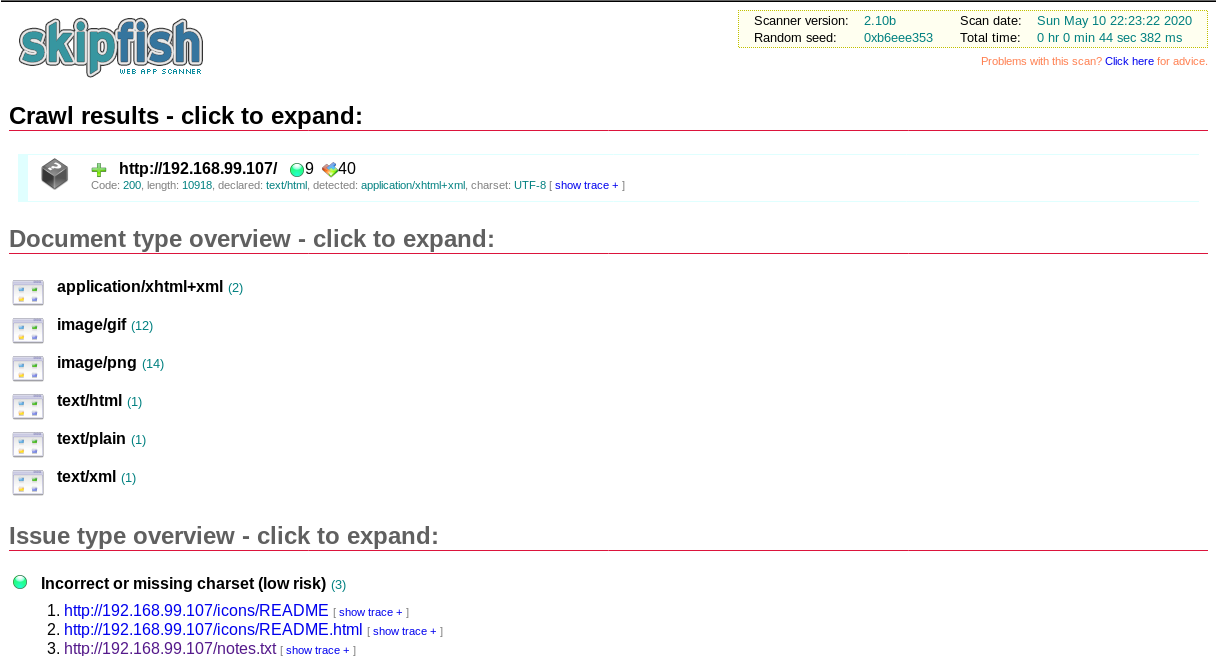 skipfish
WEB APP SCANNER
Scanner version: 2.10b Scan date: Sun May 10 22:23:22 2020
Random seed: 0xb6eee353 Total time: 0 hr 0 min 44 sec 382 ms
Problems with this scan? Click here for advice.
Crawl results - click to expand:
http://192.168.99.107/ 9 40
Code: 200, length: 10918, declared: text/html, detected: application/xhtml+xml, charset: UTF-8 [ show trace + ]
Document type overview - click to expand:
application/xhtml+xml (2)
image/gif (12)
image/png (14)
text/html (1)
text/plain (1)
text/xml (1)
Issue type overview - click to expand:
Incorrect or missing charset (low risk) (3)
1. http://192.168.99.107/icons/README [ show trace + ]
2. http://192.168.99.107/icons/README.html [ show trace + ]
3. http://192.168.99.107/notes.txt [ show trace + ]